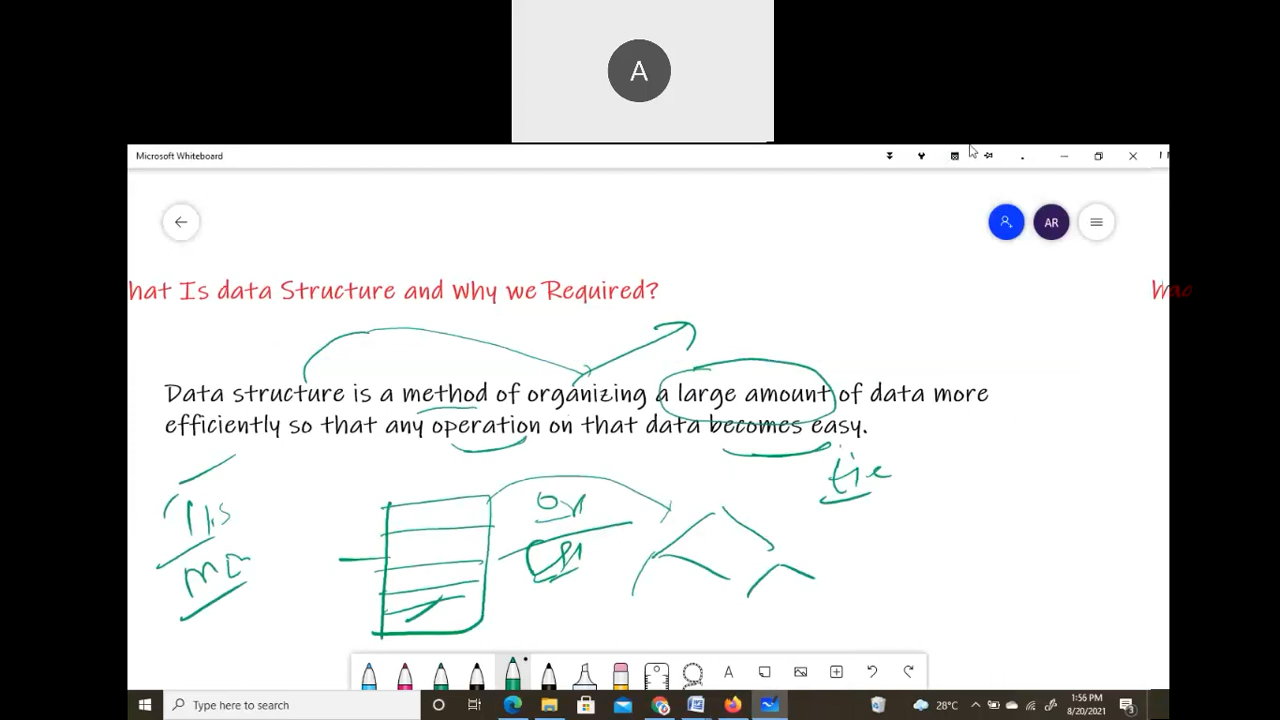 A
Microsoft Whiteboard
AR
hat Is data Structure and Why we Required?
Data structure is a method of organizing a large amount of data more
efficiently so that any operation on that data becomes easy.
A
Type here to search
28°C
1:56 PM
8/20/2021
3